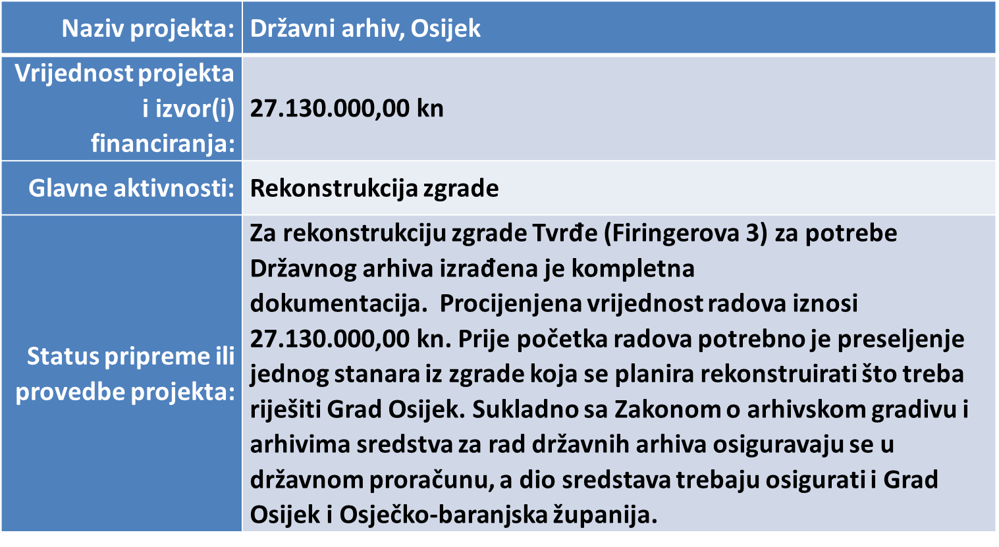 Naziv projekta: Državni arhiv, Osijek
Vrijednost projekta
i izvor(i)
financiranja:
27.130.000,00 kn
Glavne aktivnosti: Rekonstrukcija zgrade
Status pripreme ili
provedbe projekta:
Za rekonstrukciju zgrade Tvrđe (Firingerova 3) za potrebe
Državnog arhiva izrađena je kompletna
dokumentacija.  Procijenjena vrijednost radova iznosi
27.130.000,00 kn. Prije početka radova potrebno je preseljenje
jednog stanara iz zgrade koja se planira rekonstruirati što treba
riješiti Grad Osijek. Sukladno sa Zakonom o arhivskom gradivu i
arhivima sredstva za rad državnih arhiva osiguravaju se u
državnom proračunu, a dio sredstava trebaju osigurati i Grad
Osijek i Osječko-baranjska županija.